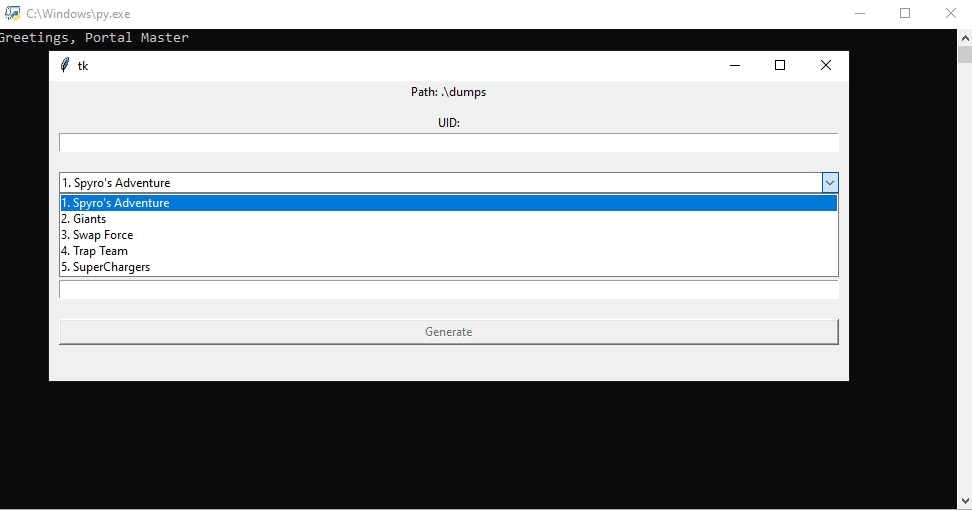 C:\Windows\py.exe
Greetings, Portal Master
tk
Path: .\dumps
UID:
1. Spyro's Adventure
1. Spyro's Adventure
2. Giants
3. Swap Force
4. Trap Team
5. SuperChargers
Generate